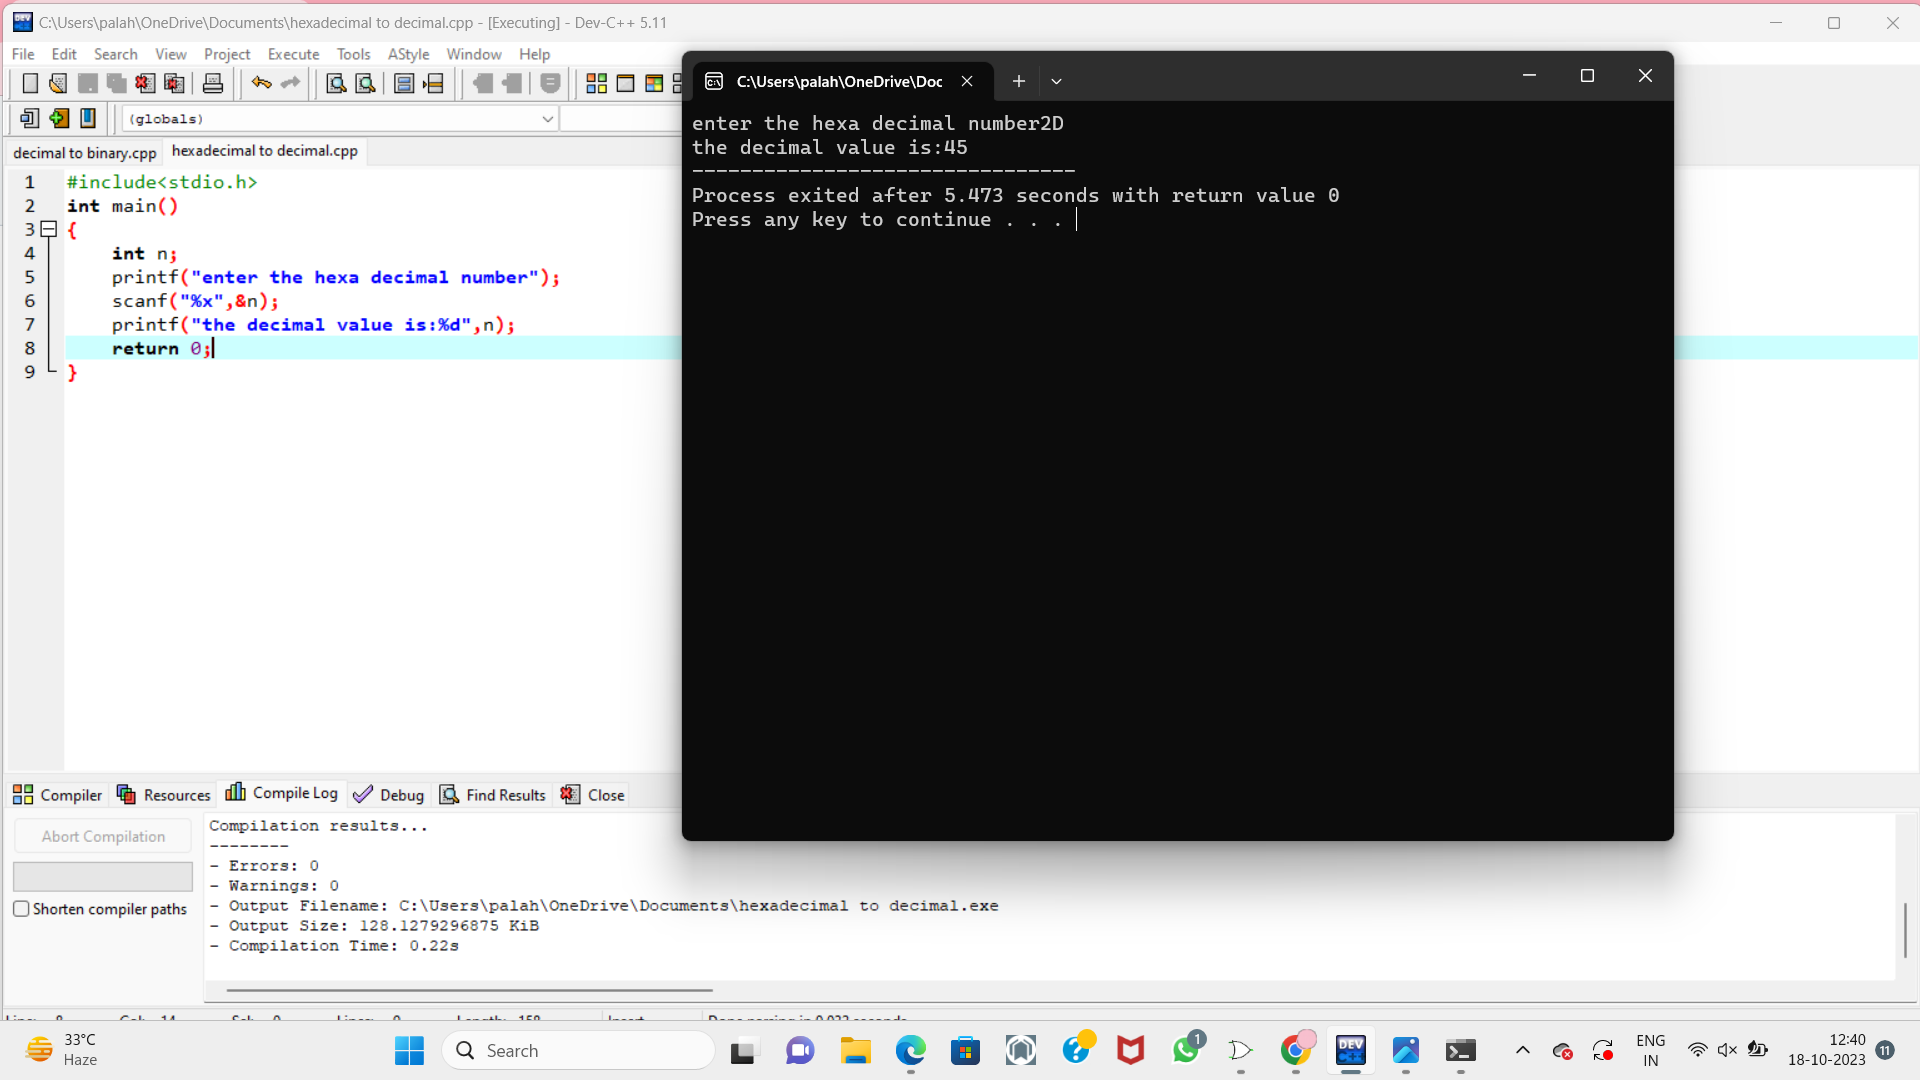 C:\Users\palah\OneDrive\Documents\hexadecimal to decimal.cpp - [Executing] - Dev-C++ 5.11
File Edit Search View Project Execute Tools AStyle Window Help
(globals)
decimal to binary.cpp hexadecimal to decimal.cpp
1 #include<stdio.h>
2 int main()
3 {
4 int n;
5 printf("enter the hexa decimal number");
6 scanf("%x",&n);
7 printf("the decimal value is:%d",n);
8 return 0;
9 }
C:\Users\palah\OneDrive\Doc
enter the hexa decimal number2D
the decimal value is:45
--------------------------------
Process exited after 5.473 seconds with return value 0
Press any key to continue . . .
Compiler Resources Compile Log Debug Find Results Close
Abort Compilation
Shorten compiler paths
Compilation results...
--------
- Errors: 0
- Warnings: 0
- Output Filename: C:\Users\palah\OneDrive\Documents\hexadecimal to decimal.exe
- Output Size: 128.1279296875 KiB
- Compilation Time: 0.22s
33°C
Haze
Search
DEV
1
ENG
IN
12:40
18-10-2023
11